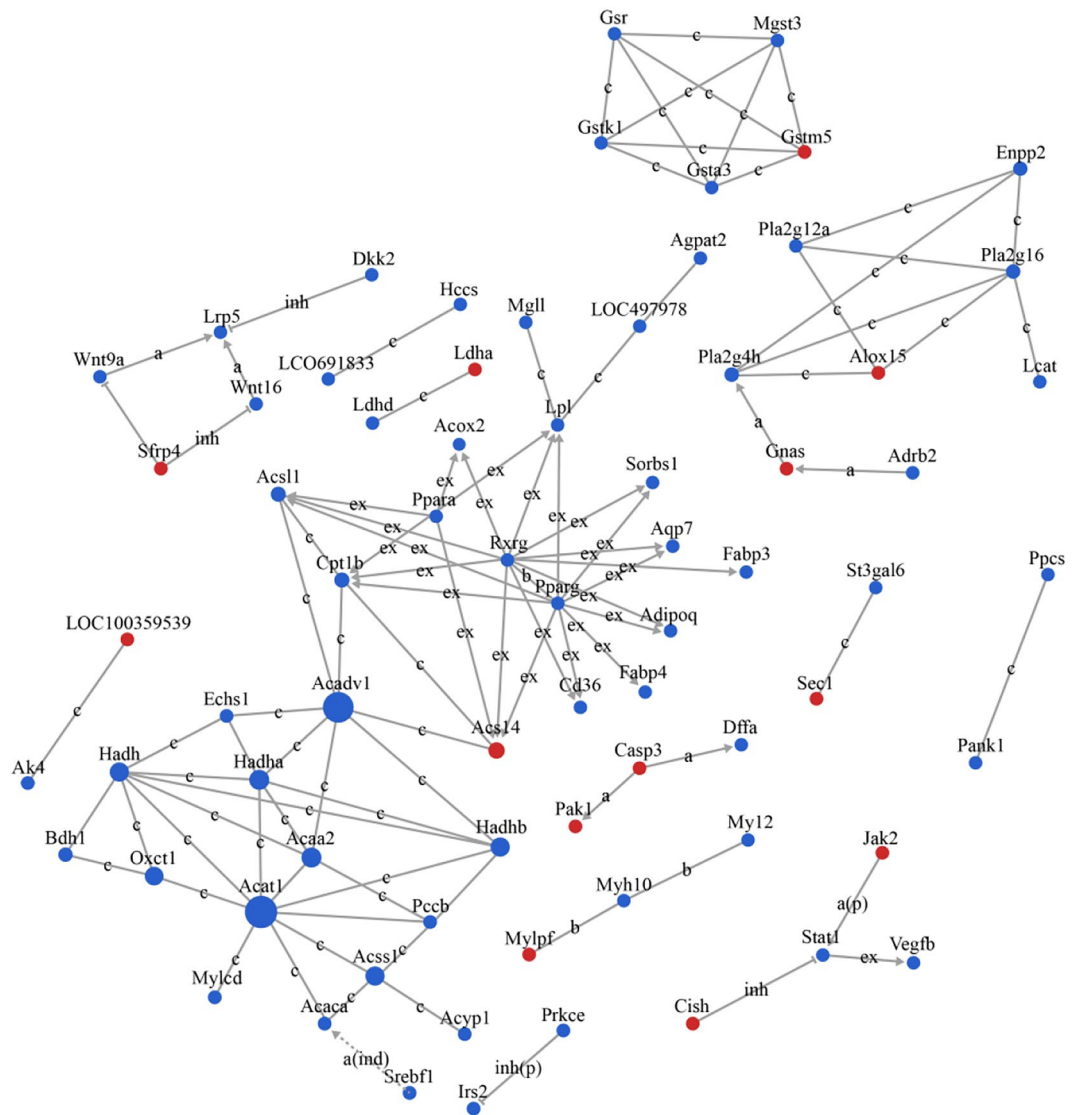 Gsr
Mgst3
c
c
c
c
c
c
c
Gstk1
Gstm5
c
c
c
c
Gsta3
Enpp2
c
c
Pla2g12a
Pla2g16
c
c
c
c
c
c
Pla2g4h
c
Alox15
Lcat
a
Gnas
a
Adrb2
Agpat2
Dkk2
inh
Hccs
Mgll
LOC497978
Lrp5
Wnt9a
a
a
c
LCO691833
Ldha
c
c
Wnt16
Ldhd
c
Lpl
Sfrp4
inh
Acox2
Sorbs1
Acsl1
ex
ex
Ppara
ex
ex
ex
ex
ex
ex
Rxrg
ex
ex
Aqp7
c
ex
ex
Cpt1b
ex
b
ex
ex
Fabp3
Pparg
ex
ex
Adipoq
c
ex
ex
ex
ex
ex
c
c
ex
Fabp4
Cd36
ex
St3gal6
c
Sec1
Ppcs
c
Pank1
LOC100359539
c
Ak4
Acadv1
Echs1
c
c
Acs14
Hadh
c
c
Hadha
c
c
c
c
c
c
c
c
c
Hadhb
Bdh1
Acaa2
c
Oxct1
c
Acat1
c
c
Pccb
c
c
c
Acss1
c
Mylcd
c
Acaca
c
Acyp1
a(ind)
Srebf1
Casp3
a
Dffa
a
Pak1
My12
b
Myh10
b
Mylpf
Jak2
a(p)
Stat1
ex
Vegfb
Cish
inh
Prkce
inh(p)
Irs2